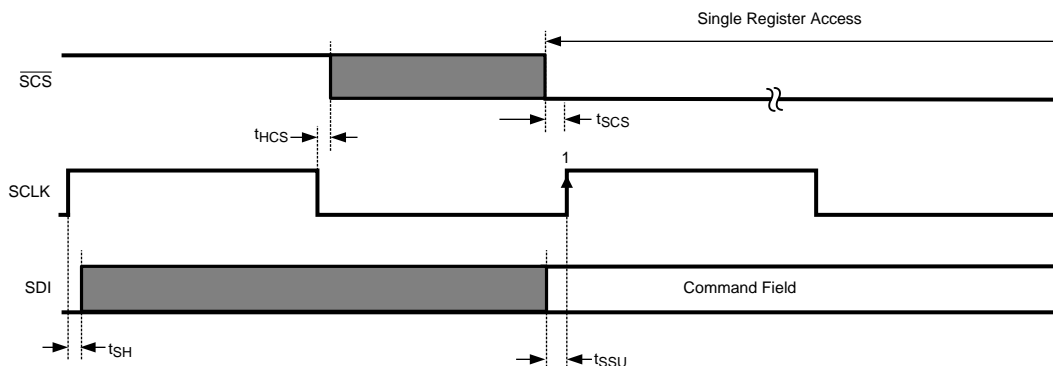 Single Register Access
SCS
tHCS
tSCS
1
SCLK
SDI
Command Field
tSH
tSSU